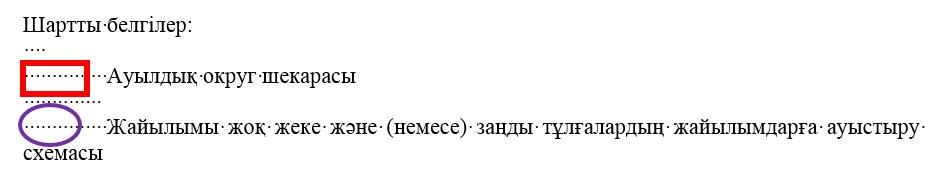 Шартты·белгілер:
····
···············Ауылдық·округ·шекарасы
··············
···············Жайылымы·жоқ·жеке·және·(немесе)·заңды·тұлғалардың·жайылымдарға·ауыстыру·
схемасы